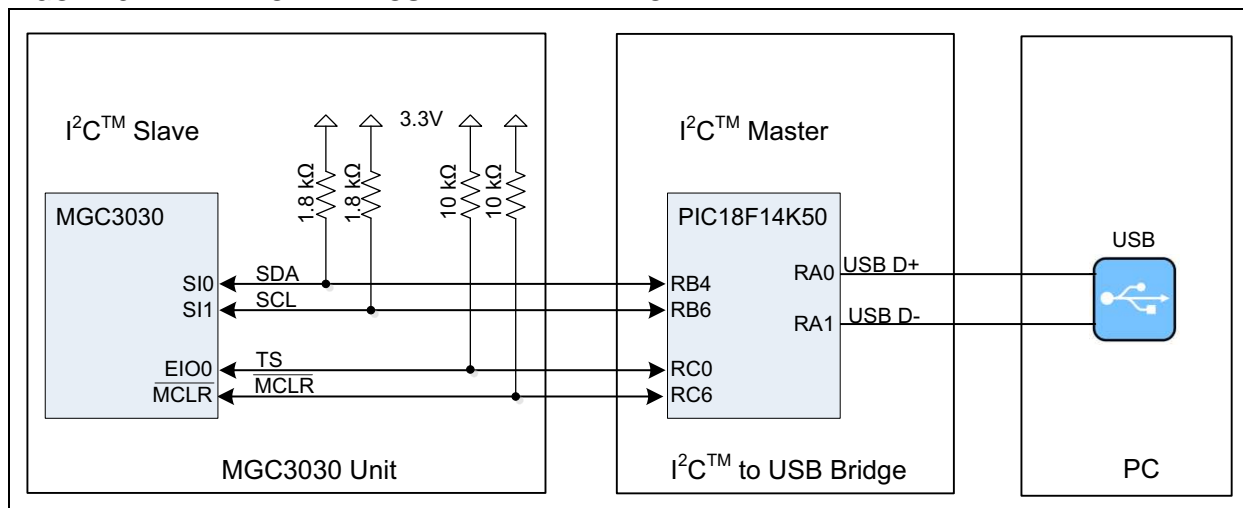 3.3V
I²C™ Slave
I²C™ Master
1.8 kΩ
1.8 kΩ
10 kΩ
10 kΩ
MGC3030
PIC18F14K50
USB
SI0
SDA
RB4
RA0
USB D+
SI1
SCL
RB6
RA1
USB D-
EIO0
TS
RC0
MCLR
MCLR
RC6
MGC3030 Unit
I²C™ to USB Bridge
PC